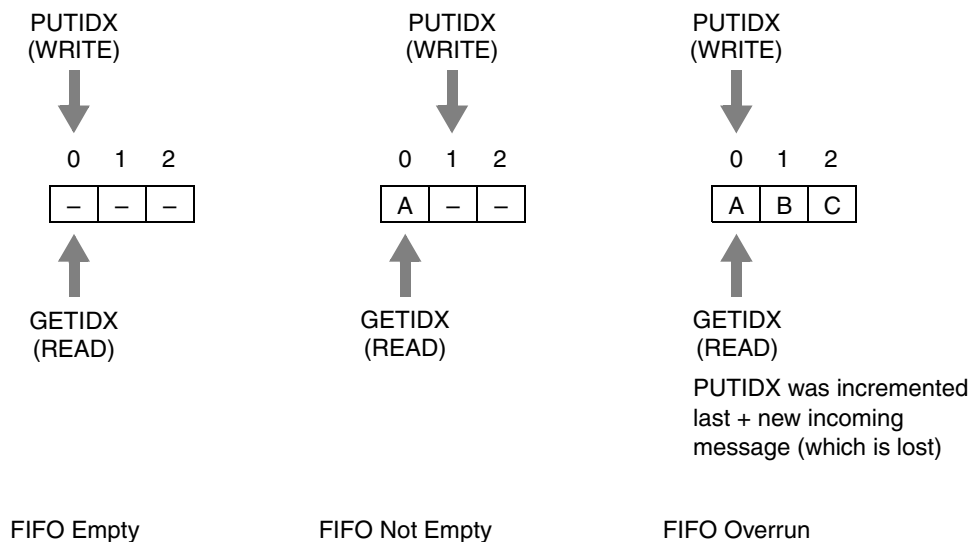 PUTIDX
(WRITE)
0 1 2
– – –
GETIDX
(READ)
FIFO Empty
PUTIDX
(WRITE)
0 1 2
A – –
GETIDX
(READ)
FIFO Not Empty
PUTIDX
(WRITE)
0 1 2
A B C
GETIDX
(READ)
PUTIDX was incremented
last + new incoming
message (which is lost)
FIFO Overrun